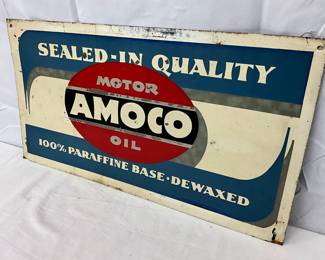 SEALED-IN QUALITY
MOTOR
AMOCO
OIL
100% PARAFFINE BASE·DEWAXED